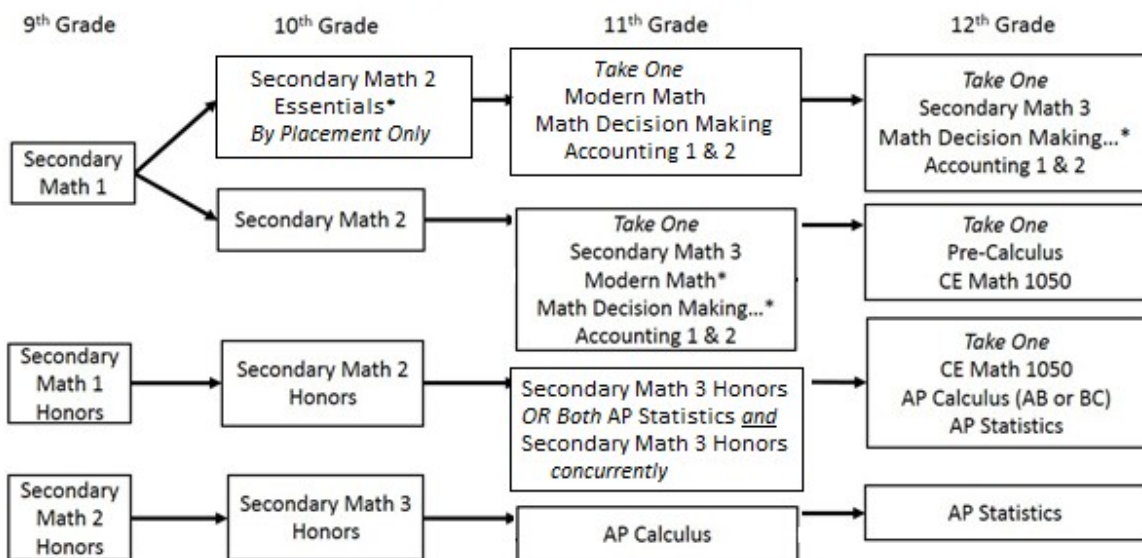 9th Grade
10th Grade
11th Grade
12th Grade
Secondary
Math 1
Secondary Math 2
Essentials*
By Placement Only
Take One
Modern Math
Math Decision Making
Accounting 1 & 2
Take One
Secondary Math 3
Math Decision Making...*
Accounting 1 & 2
Secondary Math 2
Take One
Secondary Math 3
Modern Math*
Math Decision Making...*
Accounting 1 & 2
Take One
Pre-Calculus
CE Math 1050
Secondary
Math 1
Honors
Secondary Math 2
Honors
Secondary Math 3 Honors
OR Both AP Statistics and
Secondary Math 3 Honors
concurrently
Take One
CE Math 1050
AP Calculus (AB or BC)
AP Statistics
Secondary
Math 2
Honors
Secondary Math 3
Honors
AP Calculus
AP Statistics